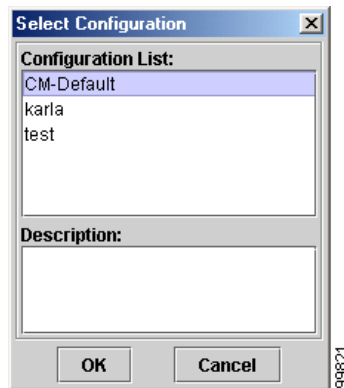 Select Configuration
Configuration List:
CM-Default
karla
test
Description:
OK Cancel
99821